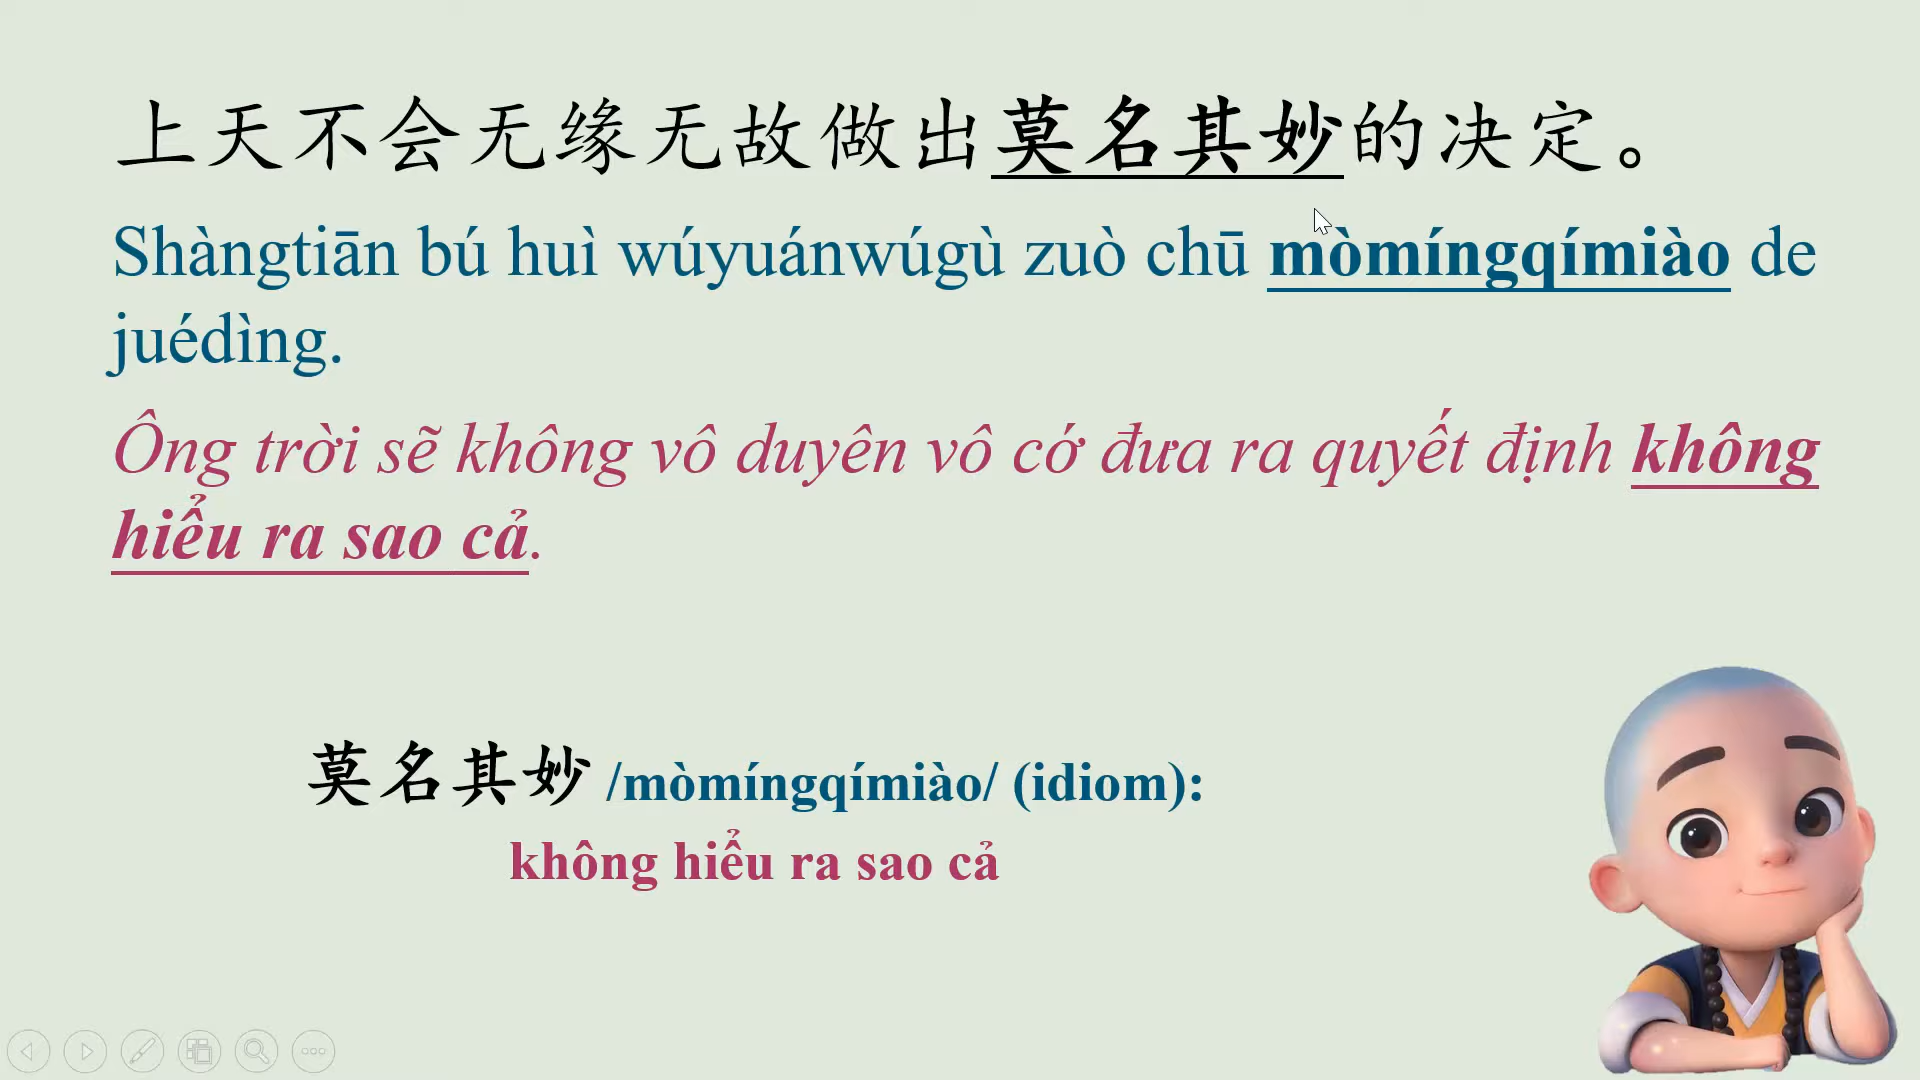 上天不会无缘无故做出莫名其妙的决定。
Shàngtiān bú huì wúyuánwúgù zuò chū mòmíngqímiào de
juédìng.
Ông trời sẽ không vô duyên vô cớ đưa ra quyết định không
hiểu ra sao cả.
莫名其妙 /mòmíngqímiào/ (idiom):
không hiểu ra sao cả